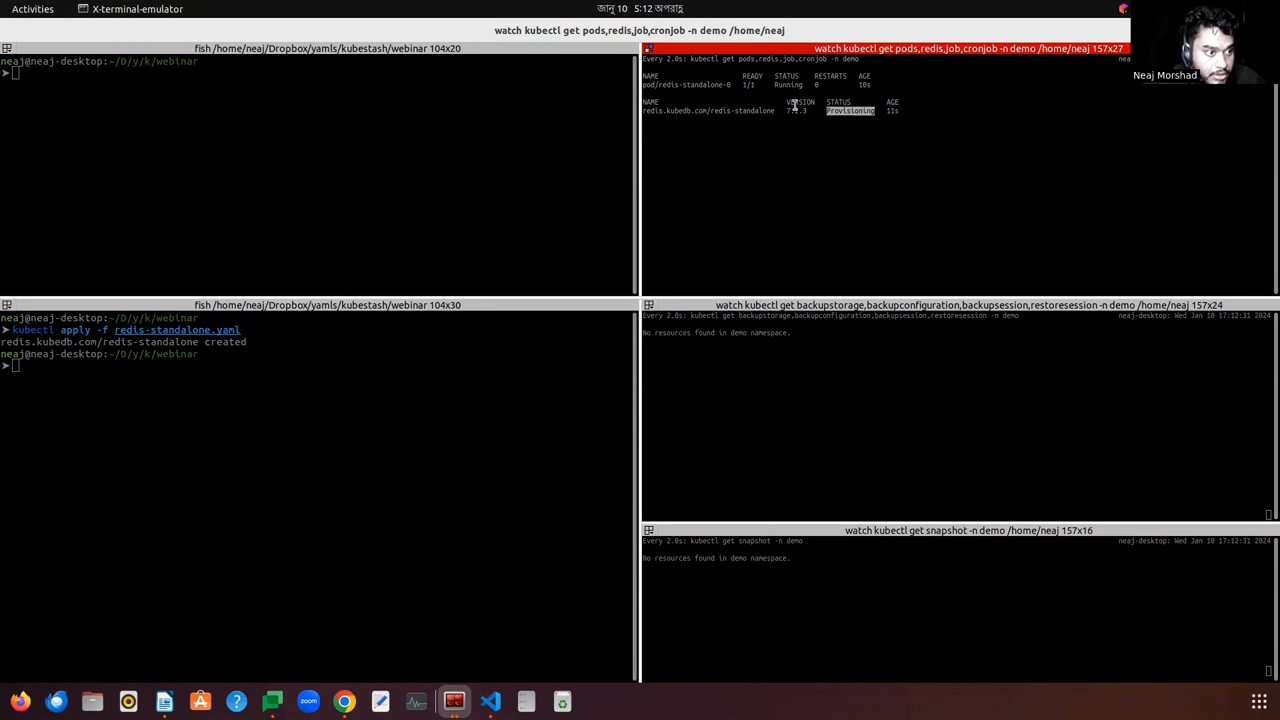 Activities
X-terminal-emulator
জানু 10 5:12 অপরাহ্ণ
watch kubectl get pods,redis,job,cronjob -n demo /home/neaj
Neaj Morshad
fish /home/neaj/Dropbox/yamls/kubestash/webinar 104x20
neaj@neaj-desktop:~/D/y/k/webinar
watch kubectl get pods,redis,job,cronjob -n demo /home/neaj 157x27
Every 2.0s: kubectl get pods,redis,job,cronjob -n demo
nea
NAME READY STATUS RESTARTS AGE
pod/redis-standalone-0 1/1 Running 0 10s
NAME STATUS AGE
redis.kubedb.com/redis-standalone Provisioning 11s
fish /home/neaj/Dropbox/yamls/kubestash/webinar 104x30
neaj@neaj-desktop:~/D/y/k/webinar
➤ kubectl apply -f redis-standalone.yaml
redis.kubedb.com/redis-standalone created
neaj@neaj-desktop:~/D/y/k/webinar
➤
watch kubectl get backupstorage,backupconfiguration,backupsession,restoresession -n demo /home/neaj 157x24
Every 2.0s: kubectl get backupstorage,backupconfiguration,backupsession,restoresession -n demo
neaj-desktop: Wed Jan 10 17:12:31 2024
No resources found in demo namespace.
watch kubectl get snapshot -n demo /home/neaj 157x16
Every 2.0s: kubectl get snapshot -n demo
neaj-desktop: Wed Jan 10 17:12:31 2024
No resources found in demo namespace.
zoom